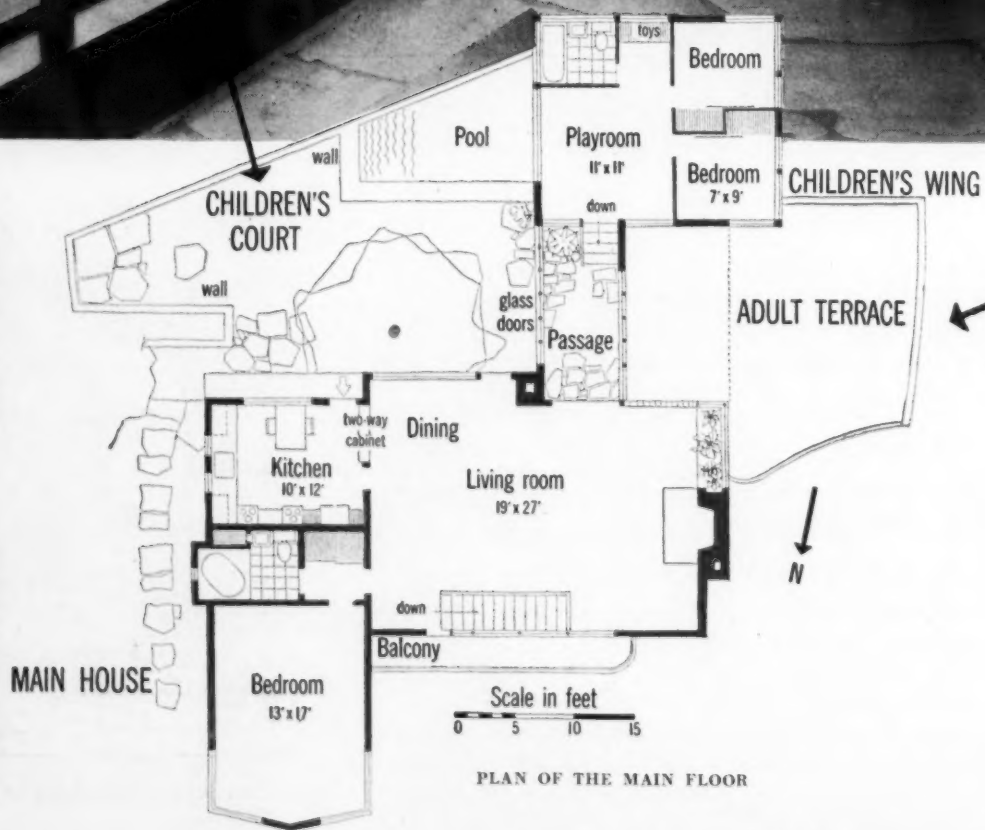 toys
Bedroom
Pool
Playroom
11' x 11'
wall
Bedroom
7' x 9'
CHILDREN'S WING
CHILDREN'S
COURT
down
wall
glass
doors
Passage
ADULT TERRACE
two-way
cabinet
Dining
Kitchen
10' x 12'
Living room
19' x 27'
N
down
Balcony
MAIN HOUSE
Bedroom
13' x 17'
Scale in feet
0 5 10 15
PLAN OF THE MAIN FLOOR